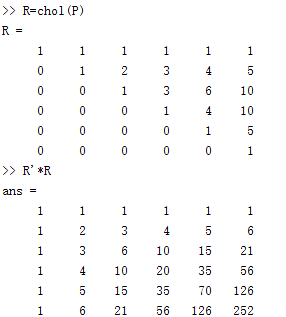 >> R=chol(P)
R =
1 1 1 1 1 1
0 1 2 3 4 5
0 0 1 3 6 10
0 0 0 1 4 10
0 0 0 0 1 5
0 0 0 0 0 1
>> R'*R
ans =
1 1 1 1 1 1
1 2 3 4 5 6
1 3 6 10 15 21
1 4 10 20 35 56
1 5 15 35 70 126
1 6 21 56 126 252